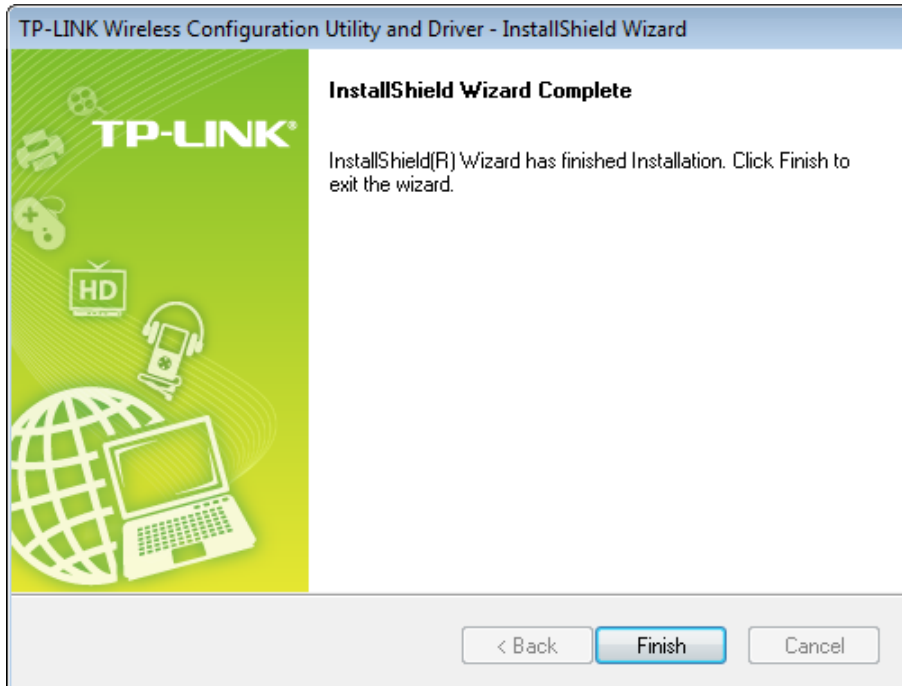 TP-LINK Wireless Configuration Utility and Driver - InstallShield Wizard
TP-LINK®
HD
InstallShield Wizard Complete
InstallShield(R) Wizard has finished Installation. Click Finish to
exit the wizard.
< Back
Finish
Cancel